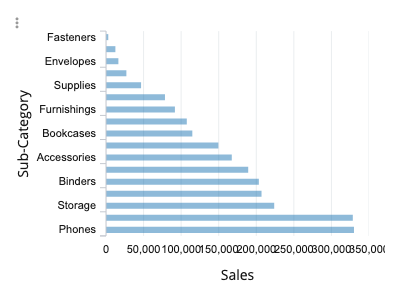 Fasteners
Envelopes
Supplies
Furnishings
Bookcases
Accessories
Binders
Storage
Phones
Sub-Category
0 50,000 100,000 150,000 200,000 250,000 300,000 350,000
Sales